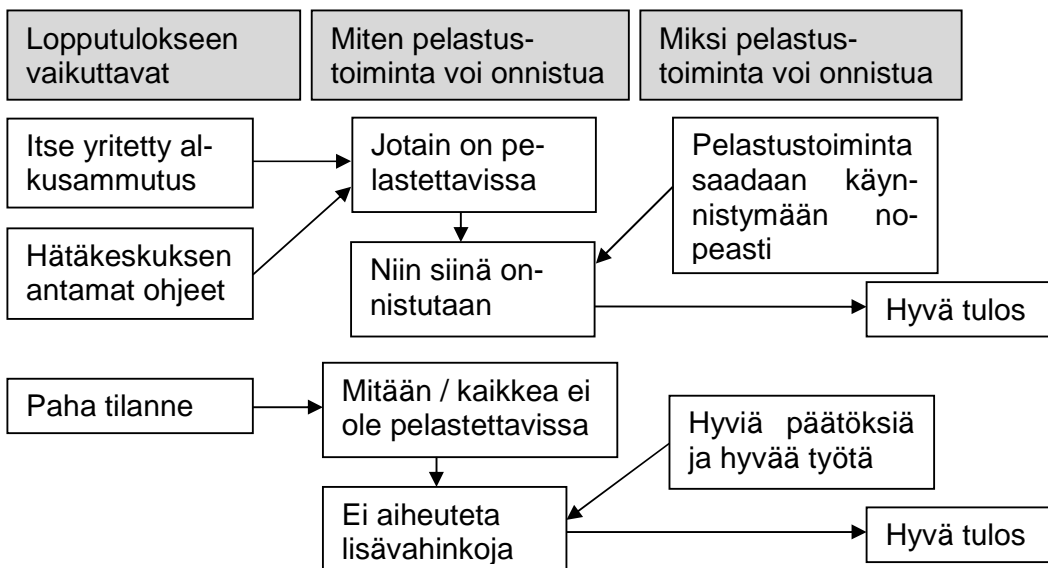 Lopputulokseen
vaikuttavat
Miten pelastus-
toiminta voi onnistua
Miksi pelastus-
toiminta voi onnistua
Itse yritetty al-
kusammutus
Jotain on pe-
lastettavissa
Pelastustoiminta
saadaan käyn-
nistymään no-
peasti
Hätäkeskuksen
antamat ohjeet
Niin siinä on-
nistutaan
Hyvä tulos
Paha tilanne
Mitään / kaikkea ei
ole pelastettavissa
Hyviä päätöksiä
ja hyvää työtä
Ei aiheuteta
lisävahinkoja
Hyvä tulos